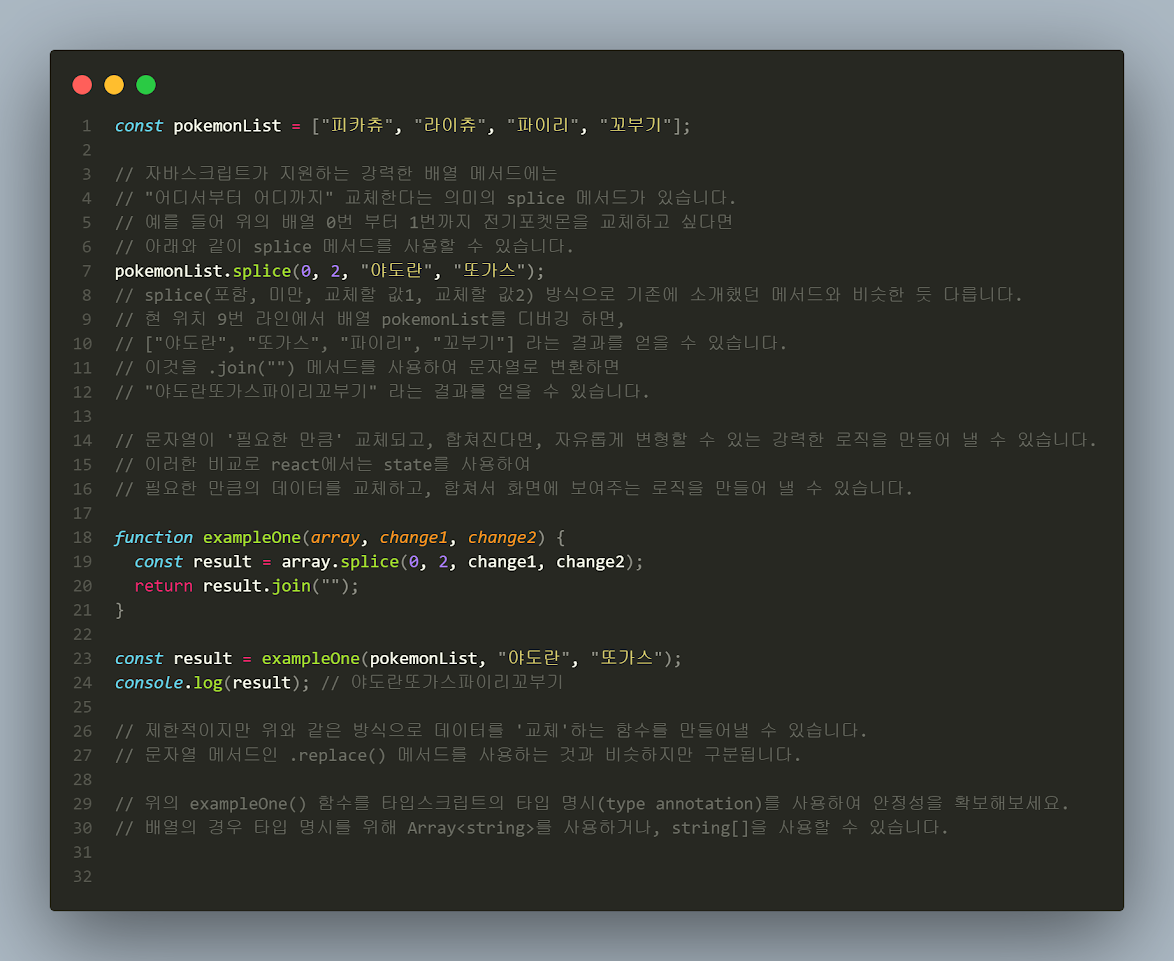 1 const pokemonList = ["피카츄", "라이츄", "파이리", "꼬부기"];
2
3 // 자바스크립트가 지원하는 강력한 배열 메서드에는
4 // "어디서부터 어디까지" 교체한다는 의미의 splice 메서드가 있습니다.
5 // 예를 들어 위의 배열 0번 부터 1번까지 전기포켓몬을 교체하고 싶다면
6 // 아래와 같이 splice 메서드를 사용할 수 있습니다.
7 pokemonList.splice(0, 2, "야도란", "또가스");
8 // splice(포함, 미만, 교체할 값1, 교체할 값2) 방식으로 기존에 소개했던 메서드와 비슷한 듯 다릅니다.
9 // 현 위치 9번 라인에서 배열 pokemonList를 디버깅 하면,
10 // ["야도란", "또가스", "파이리", "꼬부기"] 라는 결과를 얻을 수 있습니다.
11 // 이것을 .join("") 메서드를 사용하여 문자열로 변환하면
12 // "야도란또가스파이리꼬부기" 라는 결과를 얻을 수 있습니다.
13
14 // 문자열이 '필요한 만큼' 교체되고, 합쳐진다면, 자유롭게 변형할 수 있는 강력한 로직을 만들어 낼 수 있습니다.
15 // 이러한 비교로 react에서는 state를 사용하여
16 // 필요한 만큼의 데이터를 교체하고, 합쳐서 화면에 보여주는 로직을 만들어 낼 수 있습니다.
17
18 function exampleOne(array, change1, change2) {
19   const result = array.splice(0, 2, change1, change2);
20   return result.join("");
21 }
22
23 const result = exampleOne(pokemonList, "야도란", "또가스");
24 console.log(result); // 야도란또가스파이리꼬부기
25
26 // 제한적이지만 위와 같은 방식으로 데이터를 '교체'하는 함수를 만들어낼 수 있습니다.
27 // 문자열 메서드인 .replace() 메서드를 사용하는 것과 비슷하지만 구분됩니다.
28
29 // 위의 exampleOne() 함수를 타입스크립트의 타입 명시(type annotation)를 사용하여 안정성을 확보해보세요.
30 // 배열의 경우 타입 명시를 위해 Array<string>를 사용하거나, string[]을 사용할 수 있습니다.
31
32